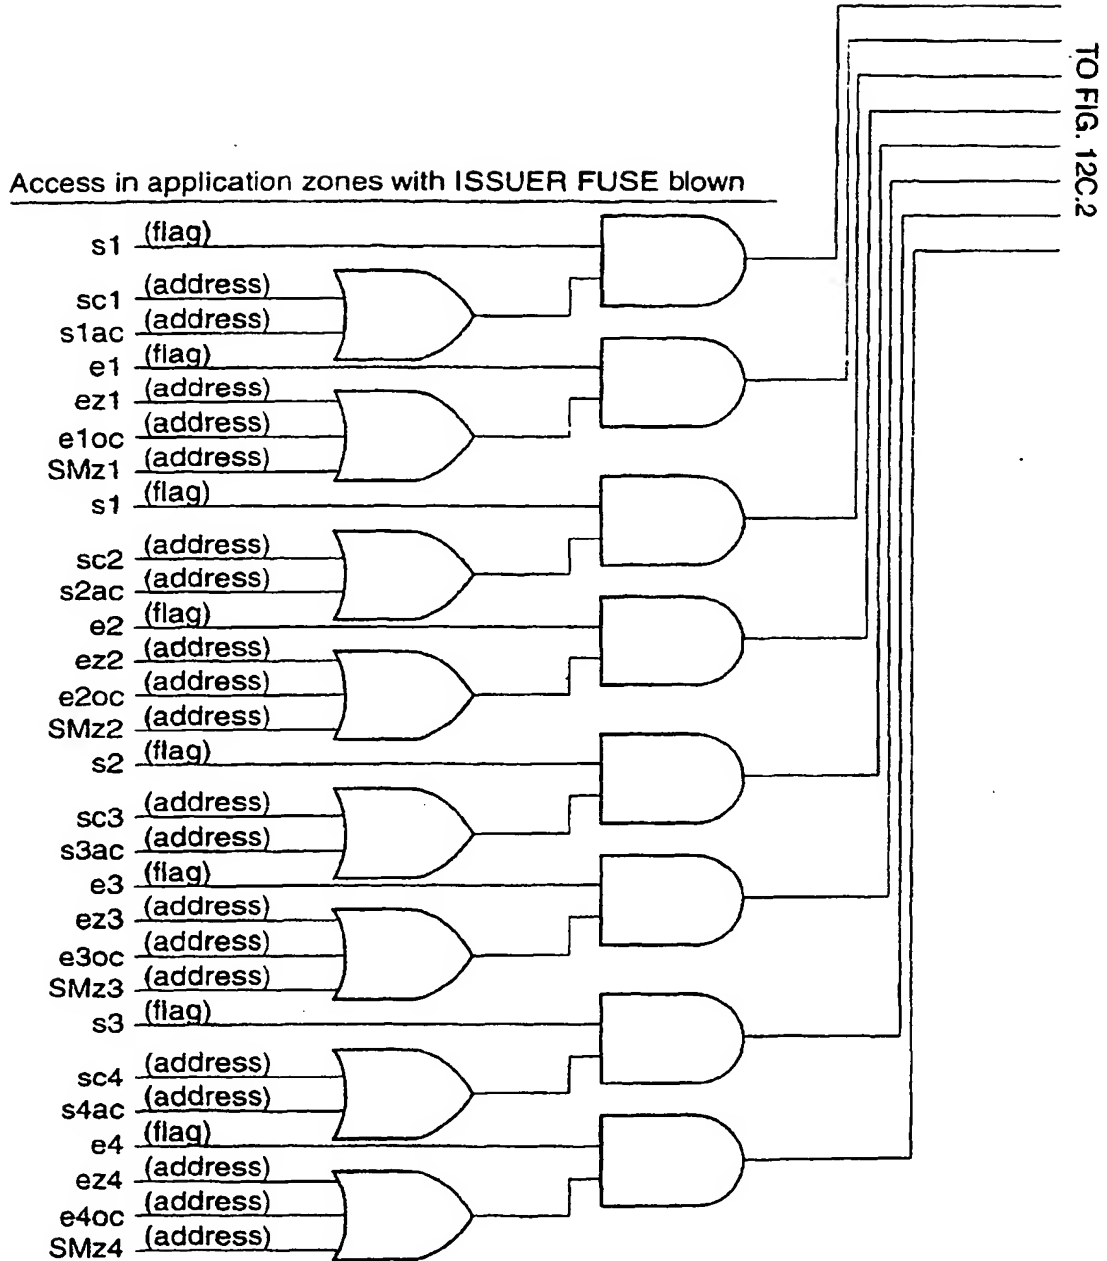 TO FIG. 12C.2
Access in application zones with ISSUER FUSE blown
s1 (flag)
sc1 (address)
s1ac (address)
e1 (flag)
ez1 (address)
e1oc (address)
SMz1 (address)
s1 (flag)
sc2 (address)
s2ac (address)
e2 (flag)
ez2 (address)
e2oc (address)
SMz2 (address)
s2 (flag)
sc3 (address)
s3ac (address)
e3 (flag)
ez3 (address)
e3oc (address)
SMz3 (address)
s3 (flag)
sc4 (address)
s4ac (address)
e4 (flag)
ez4 (address)
e4oc (address)
SMz4 (address)